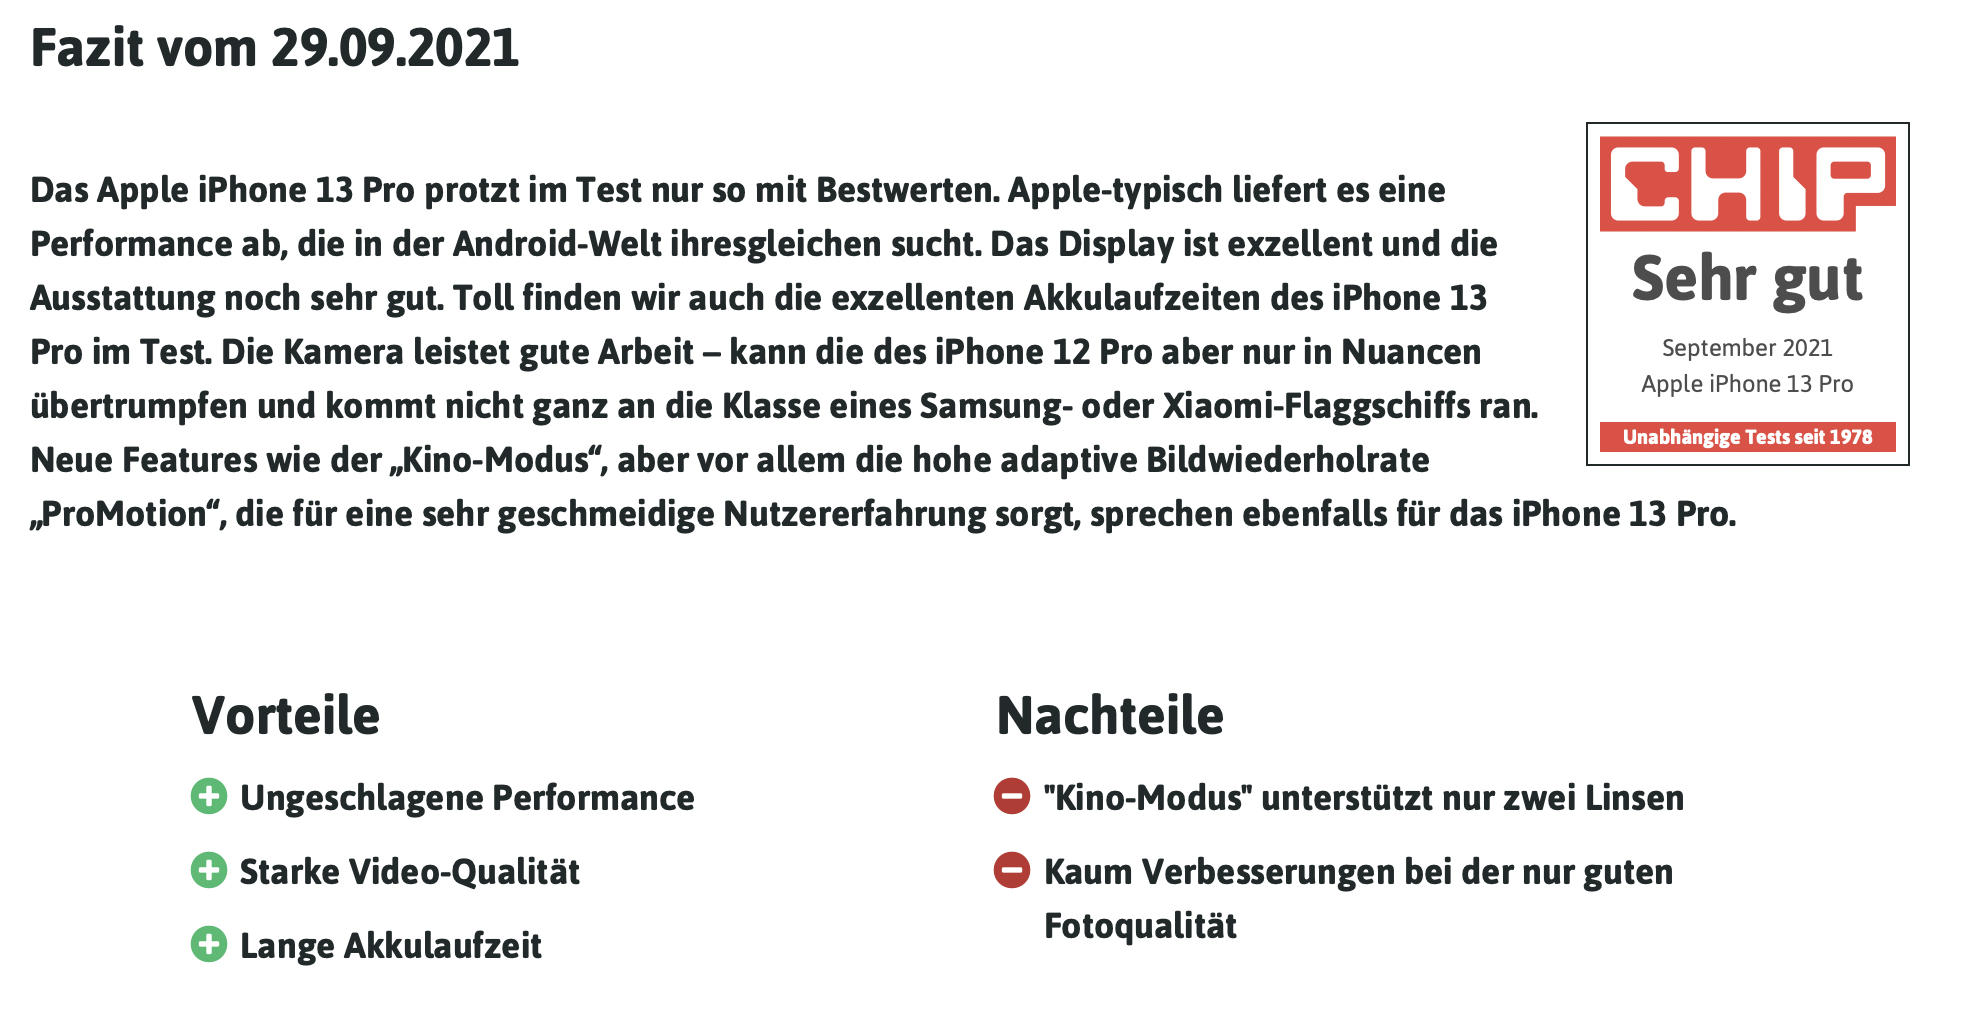 Fazit vom 29.09.2021
Das Apple iPhone 13 Pro protzt im Test nur so mit Bestwerten. Apple-typisch liefert es eine
Performance ab, die in der Android-Welt ihresgleichen sucht. Das Display ist exzellent und die
Ausstattung noch sehr gut. Toll finden wir auch die exzellenten Akkulaufzeiten des iPhone 13
Pro im Test. Die Kamera leistet gute Arbeit – kann die des iPhone 12 Pro aber nur in Nuancen
übertrumpfen und kommt nicht ganz an die Klasse eines Samsung- oder Xiaomi-Flaggschiffs ran.
Neue Features wie der „Kino-Modus“, aber vor allem die hohe adaptive Bildwiederholrate
„ProMotion“, die für eine sehr geschmeidige Nutzererfahrung sorgt, sprechen ebenfalls für das iPhone 13 Pro.
CHIP
Sehr gut
September 2021
Apple iPhone 13 Pro
Unabhängige Tests seit 1978
Vorteile
Ungeschlagene Performance
Starke Video-Qualität
Lange Akkulaufzeit
Nachteile
"Kino-Modus" unterstützt nur zwei Linsen
Kaum Verbesserungen bei der nur guten
Fotoqualität